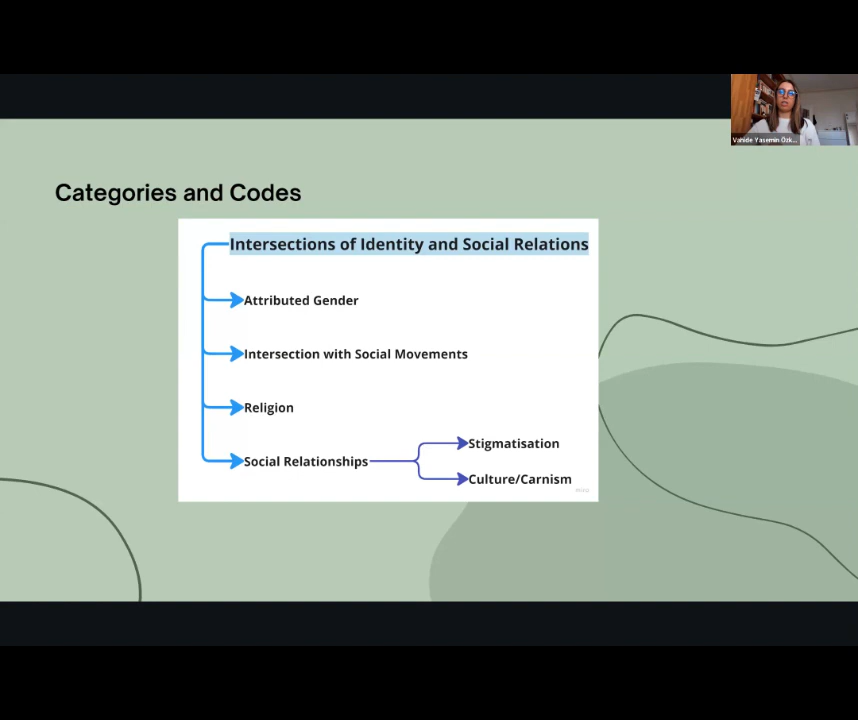 Vahide Yasemin Özk...
Categories and Codes
Intersections of Identity and Social Relations
Attributed Gender
Intersection with Social Movements
Religion
Social Relationships
Stigmatisation
Culture/Carnism